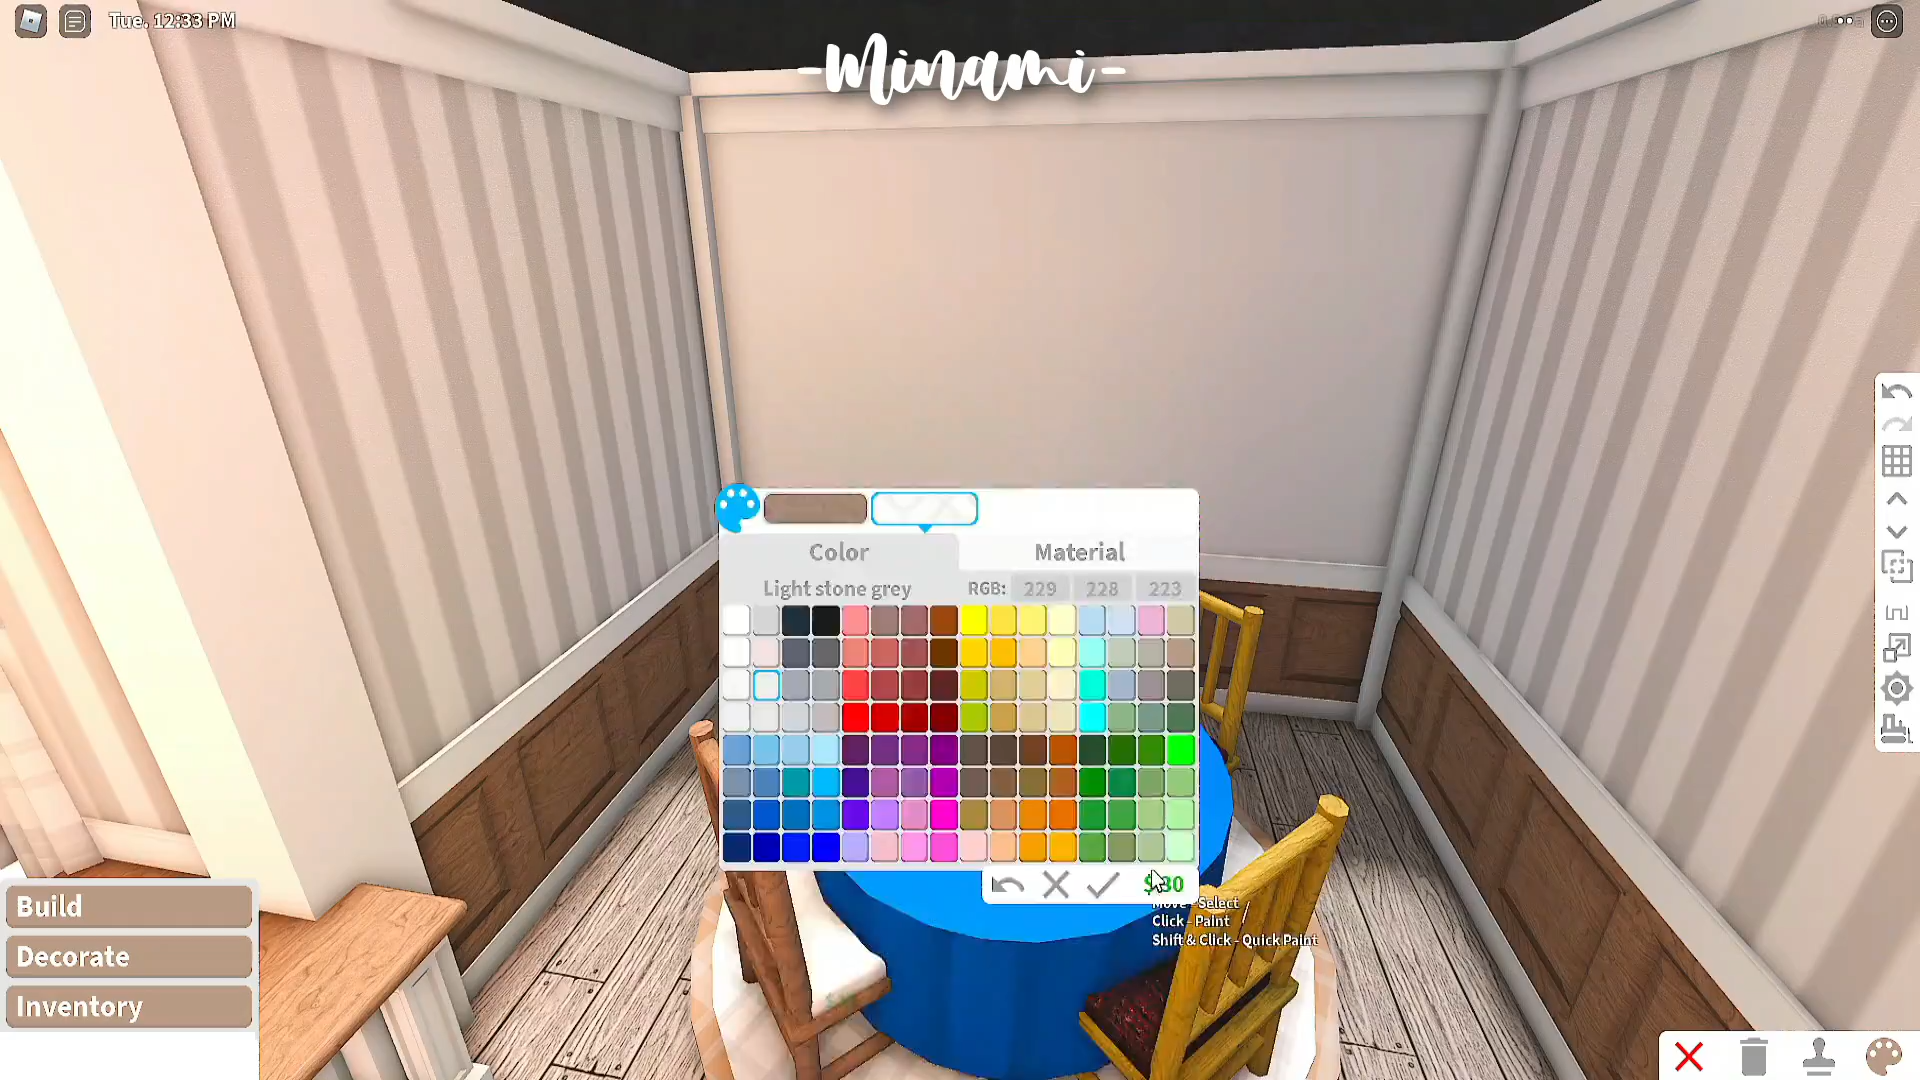 Tue. 12:33 PM
-Minami-
Color
Material
Light stone grey
RGB: 229 228 223
Move - Select
Click - Paint
Shift & Click - Quick Paint
Build
Decorate
Inventory